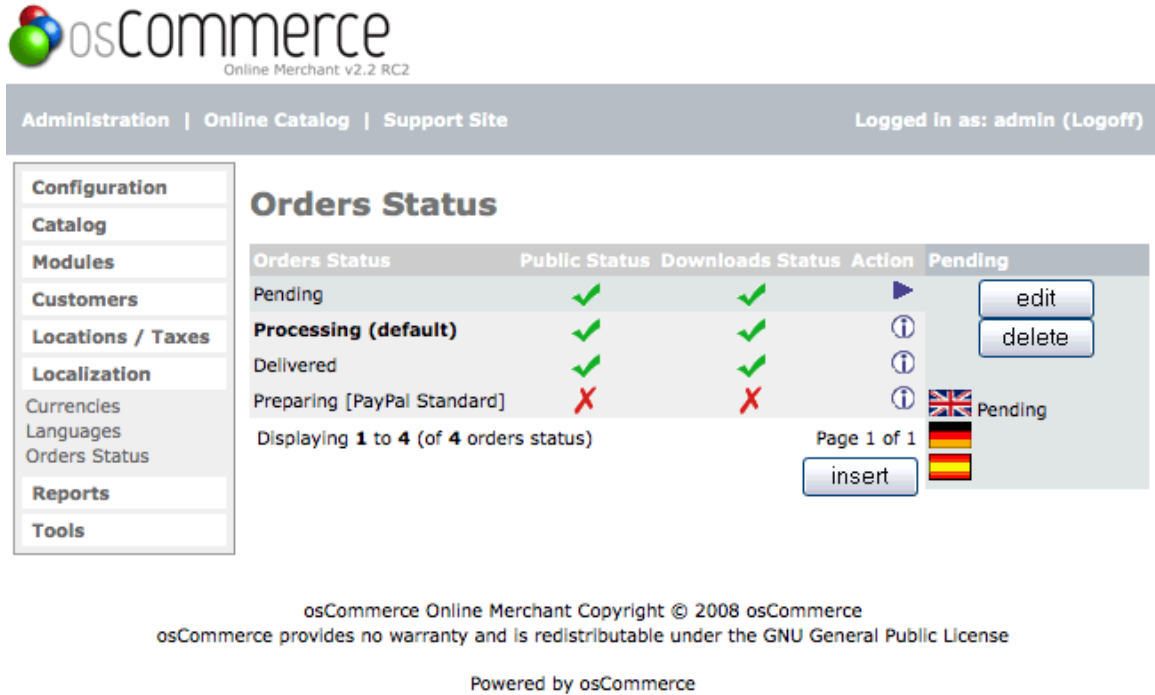 osCommerce
Online Merchant v2.2 RC2
Administration | Online Catalog | Support Site Logged in as: admin (Logoff)
Configuration
Catalog
Modules
Customers
Locations / Taxes
Localization
Currencies
Languages
Orders Status
Reports
Tools
Orders Status
Orders Status Public Status Downloads Status Action
Pending
Processing (default)
Delivered
Preparing [PayPal Standard]
Displaying 1 to 4 (of 4 orders status) Page 1 of 1
insert
Pending
edit
delete
Pending
osCommerce Online Merchant Copyright © 2008 osCommerce
osCommerce provides no warranty and is redistributable under the GNU General Public License
Powered by osCommerce